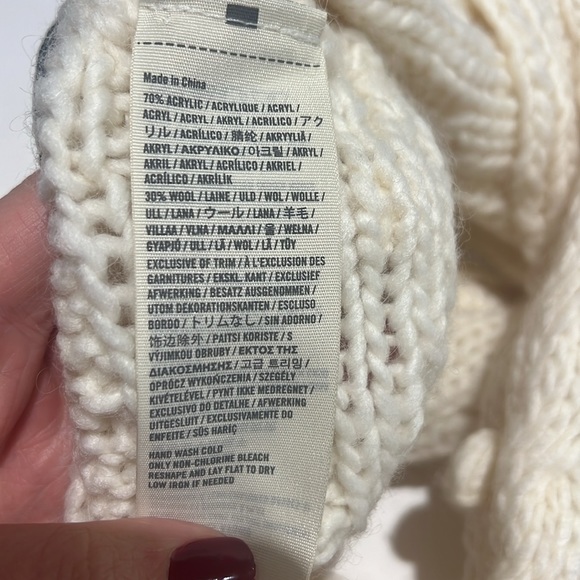 Made in China
70% ACRYLIC / ACRYLIQUE / ACRYL /
ACRYL / ACRYL / AKRYL / ACRILICO / アク
リル / ACRÍLICO / 腈纶 / AKRYYLIÄ /
AKRYL / ΑΚΡΥΛΙΚΟ / 아크릴 / AKRYL /
AKRIL / AKRYL / ACRÍLICO / AKRIEL /
ACRÍLICO / AKRİLİK
30% WOOL / LAINE / ULD / WOL / WOLLE /
ULL / LANA / ウール / LANA / 羊毛 /
VILLAA / VLNA / ΜΑΛΛΙ / 울 / WEŁNA /
GYAPJÚ / ULL / LÃ / WOL / LÃ / TÜY
EXCLUSIVE OF TRIM / À L'EXCLUSION DES
GARNITURES / EKSKL. KANT / EXCLUSIEF
AFWERKING / BESATZ AUSGENOMMEN /
UTOM DEKORATIONSKANTEN / ESCLUSO
BORDO / トリムなし / SIN ADORNO /
饰边除外 / PAITSI KORISTE / S
VÝJIMKOU OBRUBY / ΕΚΤΟΣ ΤΗΣ
ΔΙΑΚΟΣΜΗΣΗΣ / 고급 트리밍 /
OPRÓCZ WYKOŃCZENIA / SZEGÉLY
KIVÉTELÉVEL / PYNT IKKE MEDREGNET /
EXCLUSIVO DO DETALHE / AFWERKING
UITGESLUIT / EXCLUSIVAMENTE DO
ENFEITE / SÜS HARİÇ
HAND WASH COLD
ONLY NON-CHLORINE BLEACH
RESHAPE AND LAY FLAT TO DRY
LOW IRON IF NEEDED